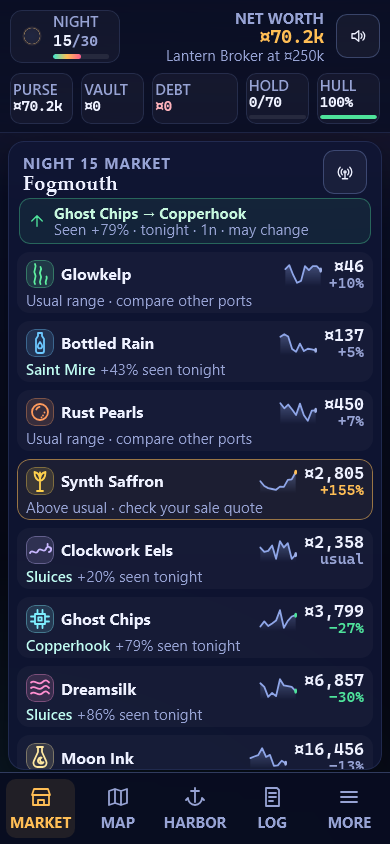 NIGHT
15/30
NET WORTH
¤70.2k
Lantern Broker at ¤250k
PURSE
¤70.2k
VAULT
¤0
DEBT
¤0
HOLD
0/70
HULL
100%
NIGHT 15 MARKET
Fogmouth
Ghost Chips → Copperhook
Seen +79% · tonight · 1n · may change
Glowkelp
¤46
+10%
Usual range · compare other ports
Bottled Rain
¤137
+5%
Saint Mire +43% seen tonight
Rust Pearls
¤450
+7%
Usual range · compare other ports
Synth Saffron
¤2,805
+155%
Above usual · check your sale quote
Clockwork Eels
¤2,358
usual
Sluices +20% seen tonight
Ghost Chips
¤3,799
−27%
Copperhook +79% seen tonight
Dreamsilk
¤6,857
−30%
Sluices +86% seen tonight
Moon Ink
¤16,456
−13%
MARKET
MAP
HARBOR
LOG
MORE